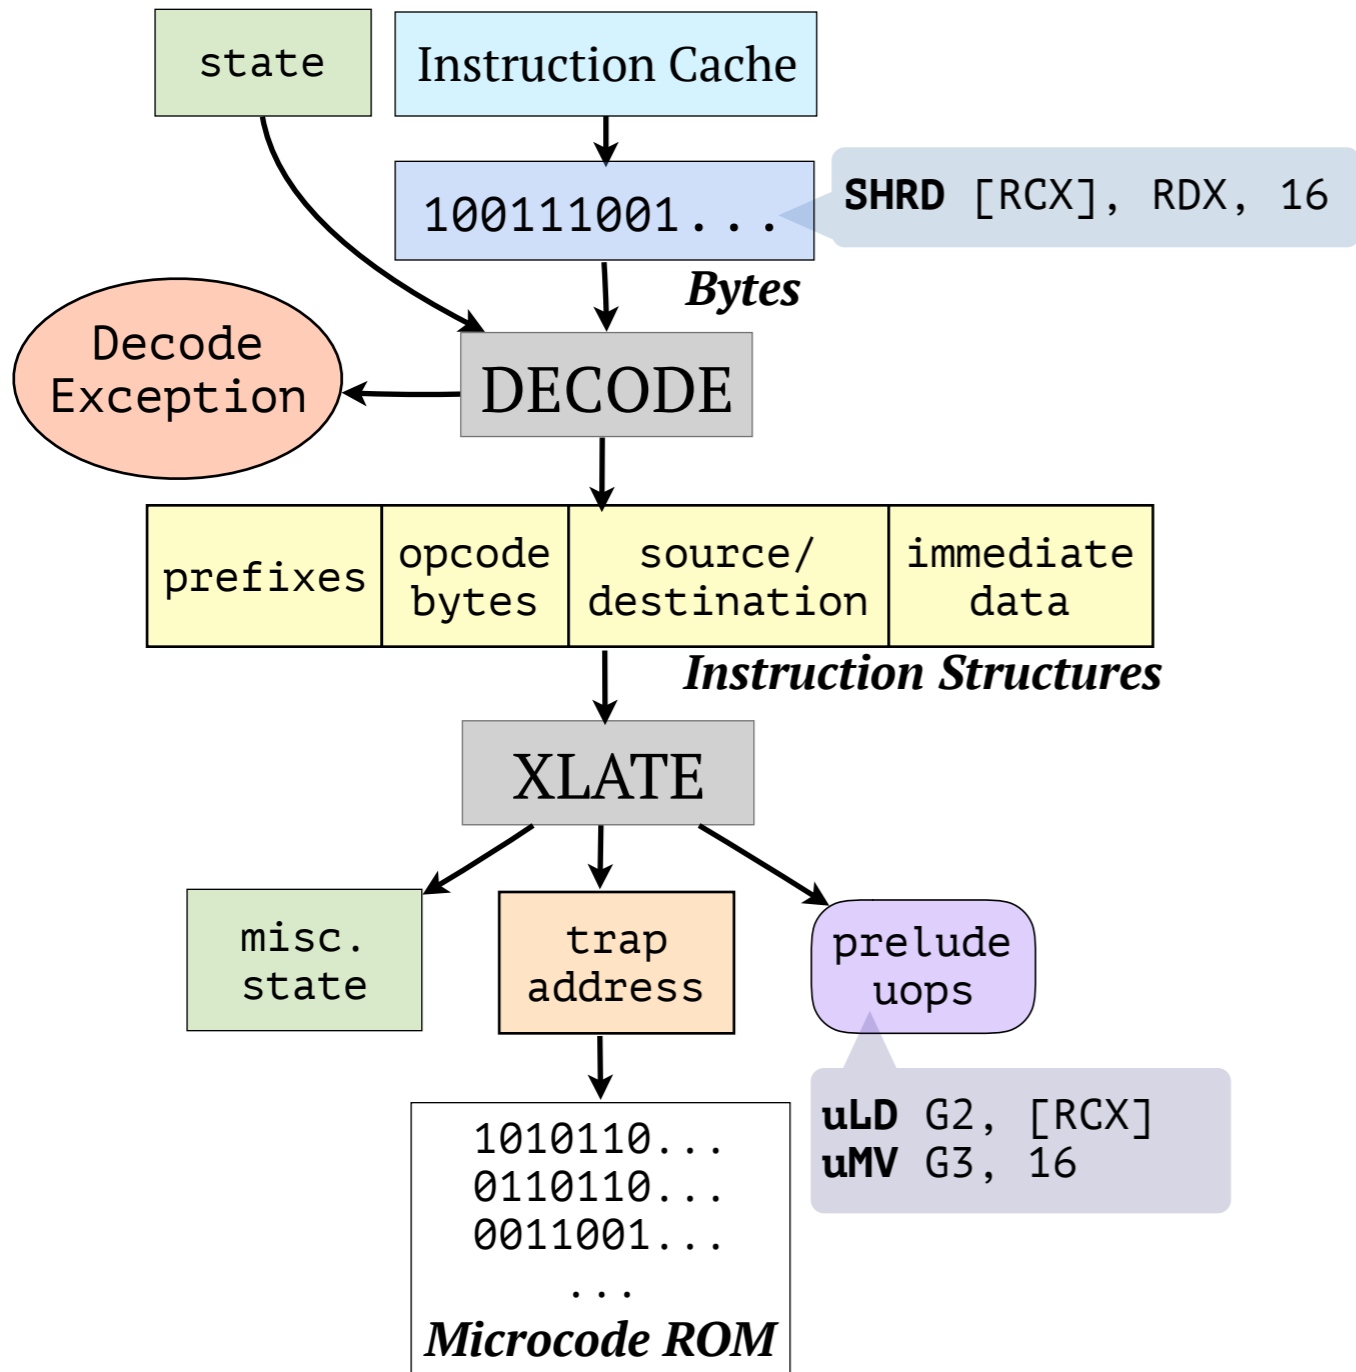 state
Instruction Cache
100111001...
SHRD [RCX], RDX, 16
Bytes
Decode
Exception
DECODE
prefixes
opcode
bytes
source/
destination
immediate
data
Instruction Structures
XLATE
misc.
state
trap
address
prelude
uops
uLD G2, [RCX]
uMV G3, 16
1010110...
0110110...
0011001...
...
Microcode ROM